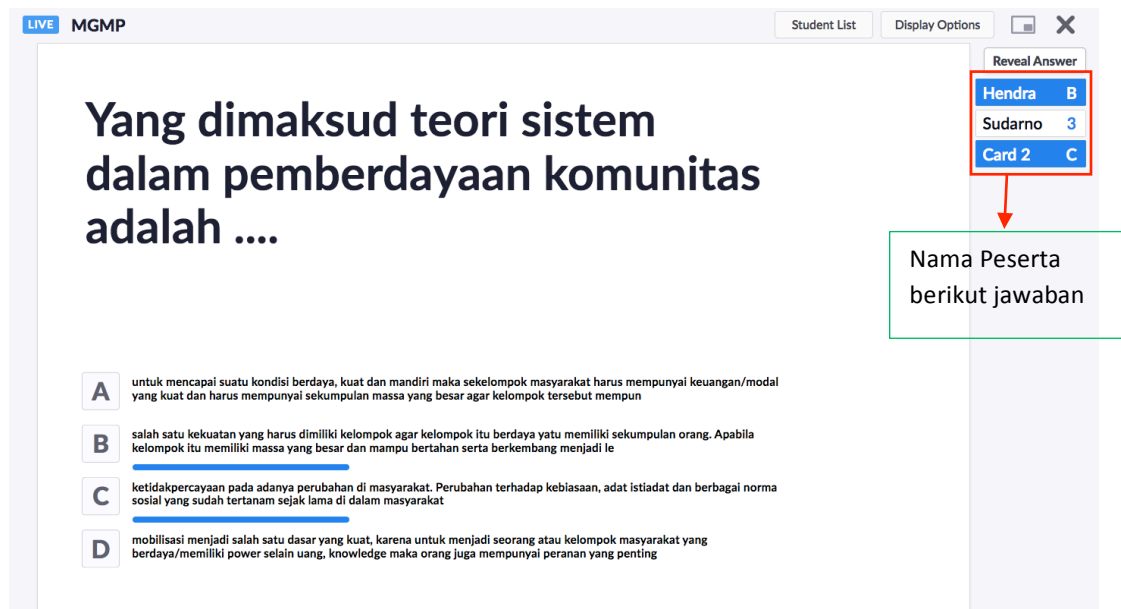 LIVE MGMP Student List Display Options
Reveal Answer
Hendra B
Sudarno 3
Card 2 C
Nama Peserta
berikut jawaban
Yang dimaksud teori sistem
dalam pemberdayaan komunitas
adalah ....
A untuk mencapai suatu kondisi berdaya, kuat dan mandiri maka sekelompok masyarakat harus mempunyai keuangan/modal
yang kuat dan harus mempunyai sekumpulan massa yang besar agar kelompok tersebut mempun
B salah satu kekuatan yang harus dimiliki kelompok agar kelompok itu berdaya yatu memiliki sekumpulan orang. Apabila
kelompok itu memiliki massa yang besar dan mampu bertahan serta berkembang menjadi le
C ketidakpercayaan pada adanya perubahan di masyarakat. Perubahan terhadap kebiasaan, adat istiadat dan berbagai norma
sosial yang sudah tertanam sejak lama di dalam masyarakat
D mobilisasi menjadi salah satu dasar yang kuat, karena untuk menjadi seorang atau kelompok masyarakat yang
berdaya/memiliki power selain uang, knowledge maka orang juga mempunyai peranan yang penting